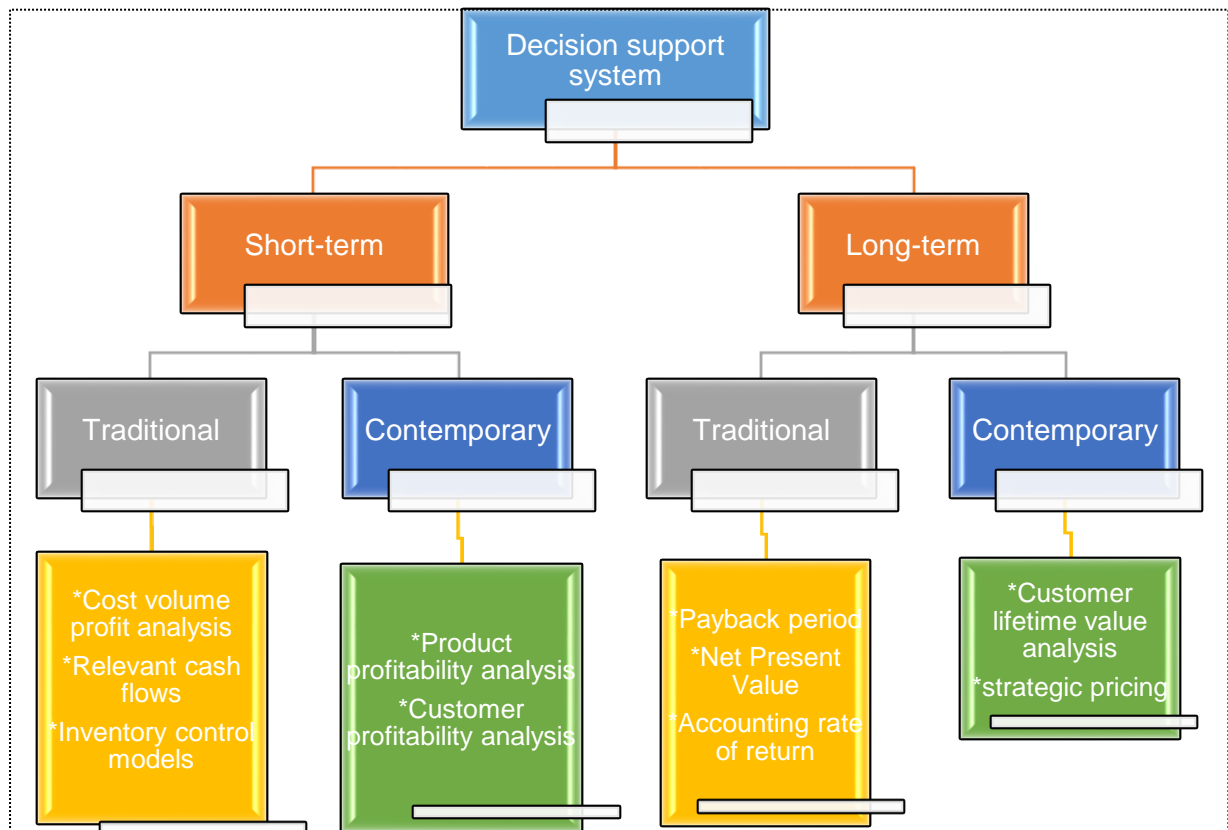 Decision support
system
Short-term
Long-term
Traditional
Contemporary
Traditional
Contemporary
*Cost volume
profit analysis
*Relevant cash
flows
*Inventory control
models
*Product
profitability analysis
*Customer
profitability analysis
*Payback period
*Net Present
Value
*Accounting rate
of return
*Customer
lifetime value
analysis
*strategic pricing